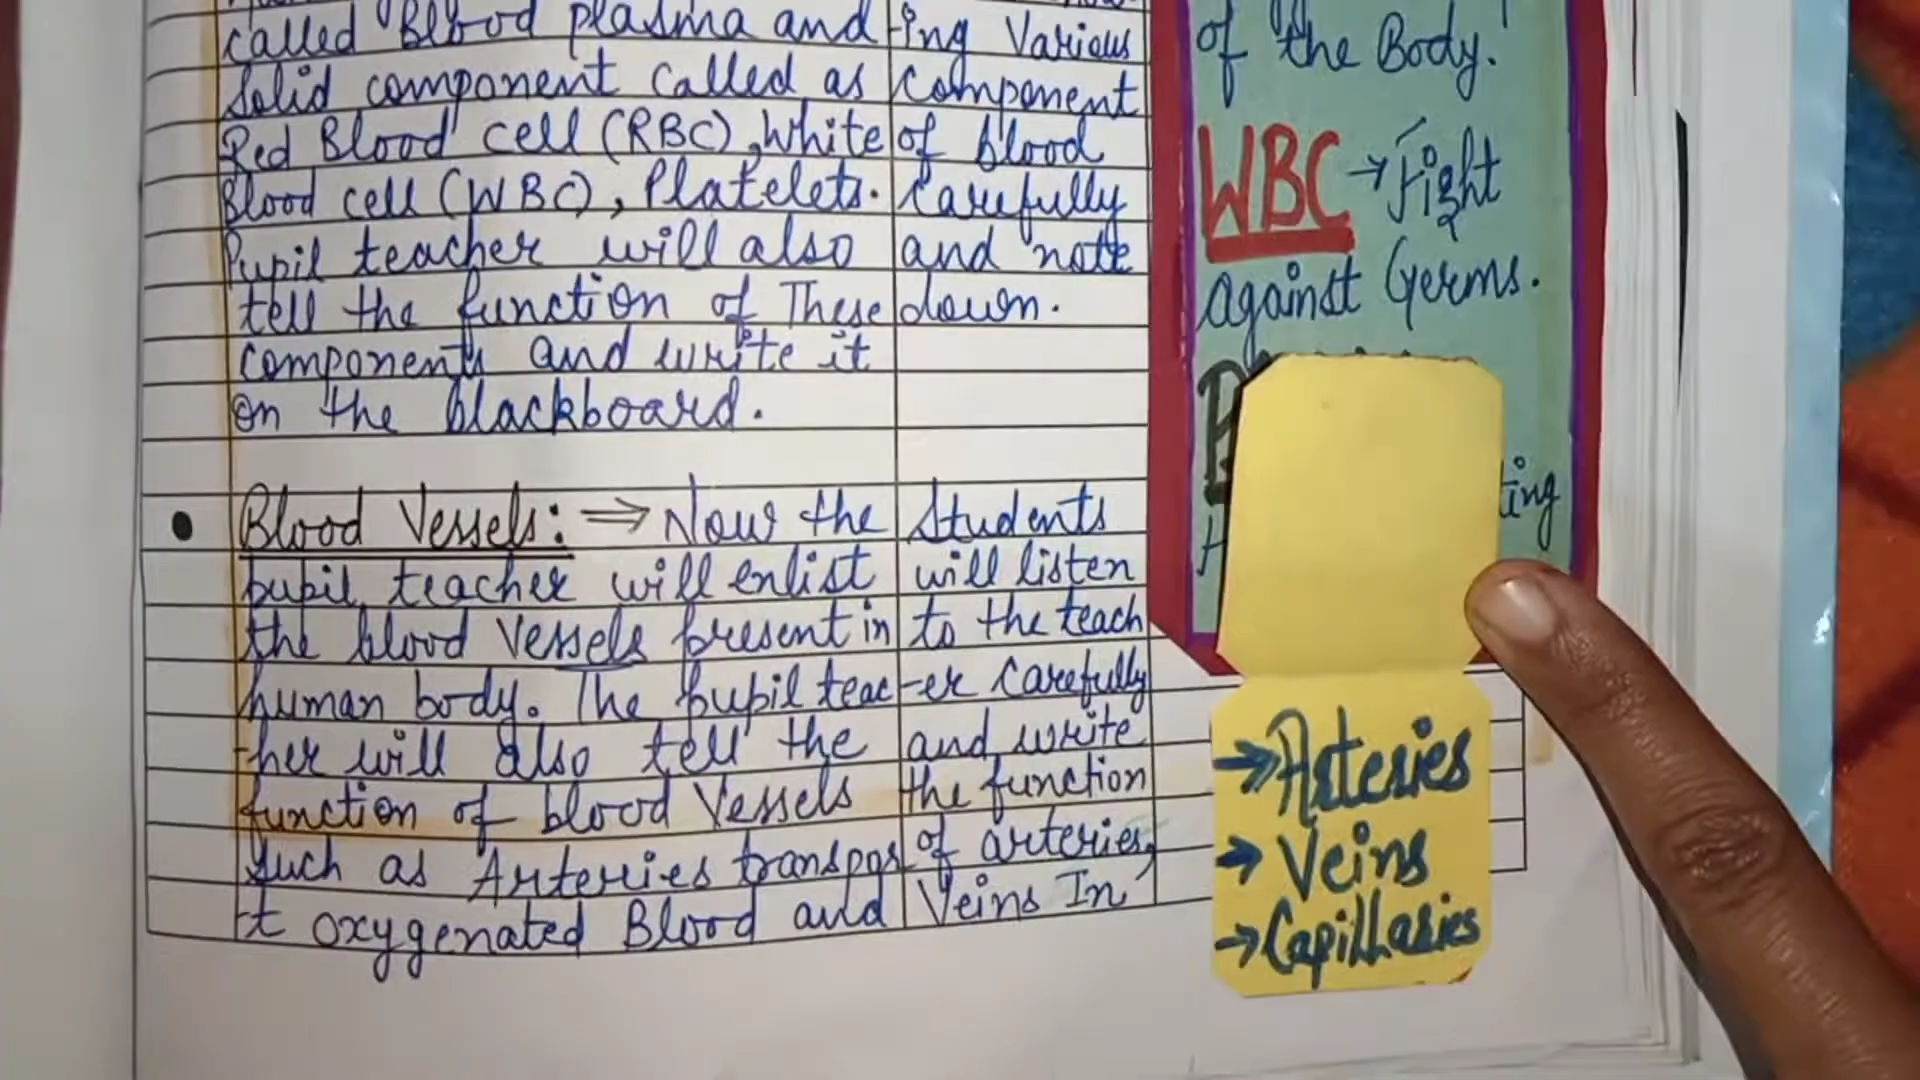 called Blood plasma and
Solid component called as
Red Blood cell (RBC), White
Blood cell (WBC), Platelets.
Pupil teacher will also
tell the function of These
components and write it
on the blackboard.
Blood Vessels: ⇒ Now the
pupil teacher will enlist
the blood Vessels present in
human body. The pupil teac
-her will also tell the
function of blood Vessels
such as Arteries transpor
-t oxygenated Blood and
-ing Various
component
of blood
carefully
and note
down.
Students
will listen
to the teach
-er carefully
and write
the function
of arteries,
Veins In
of the Body.
WBC → Fight
against Germs.
ting
→ Arteries
→ Veins
→ Capillaries